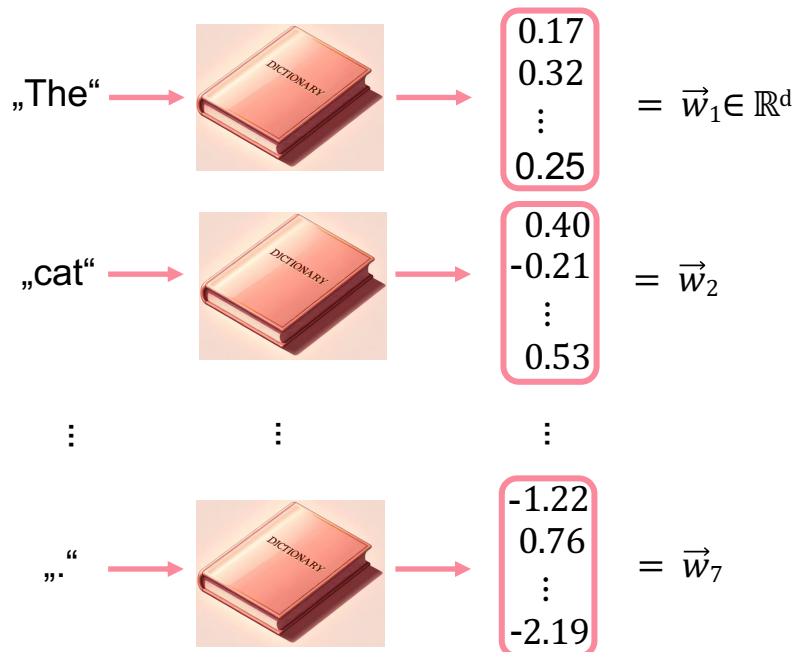 „The“ DICTIONARY 0.17
0.32
⋮
0.25 = w⃗₁∈ ℝᵈ
„cat“ DICTIONARY 0.40
-0.21
⋮
0.53 = w⃗₂
⋮ ⋮ ⋮
„.“ DICTIONARY -1.22
0.76
⋮
-2.19 = w⃗₇